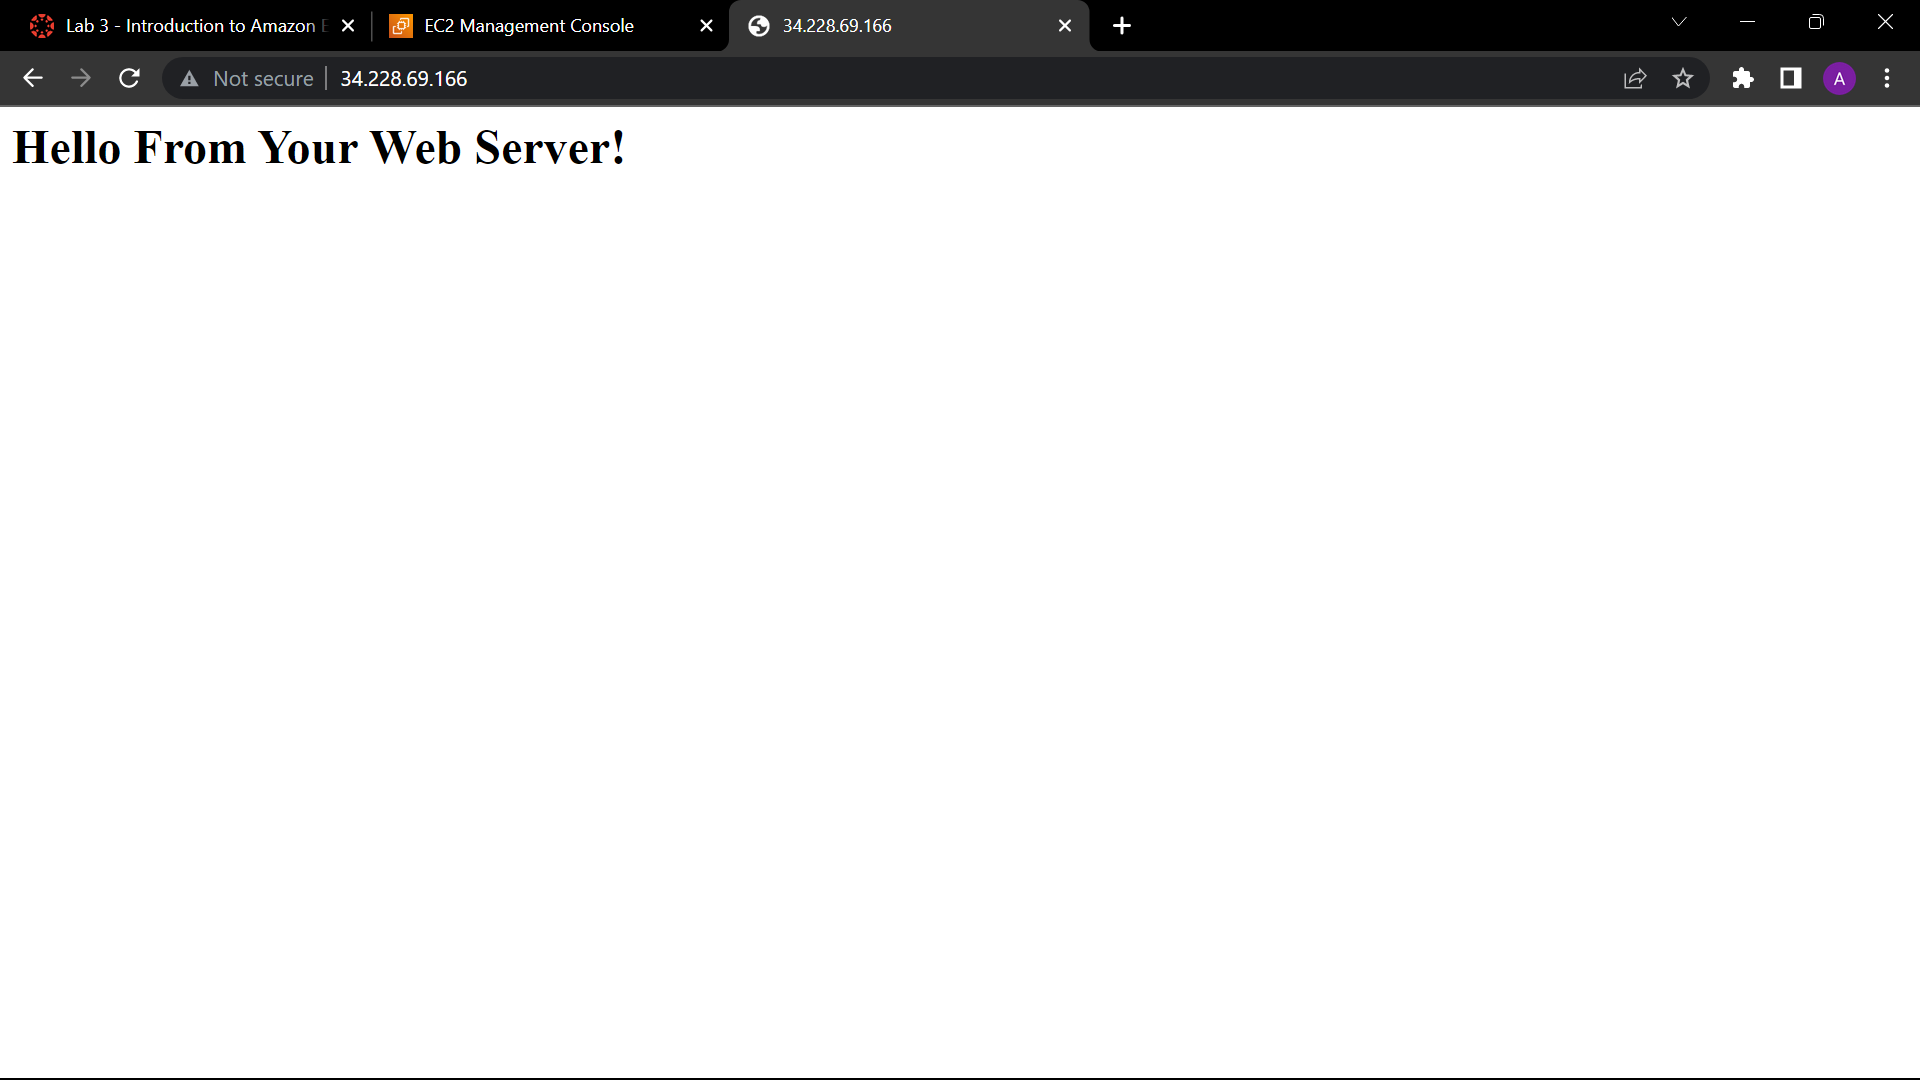 Lab 3 - Introduction to Amazon E
EC2 Management Console
34.228.69.166
Not secure
34.228.69.166
A
Hello From Your Web Server!